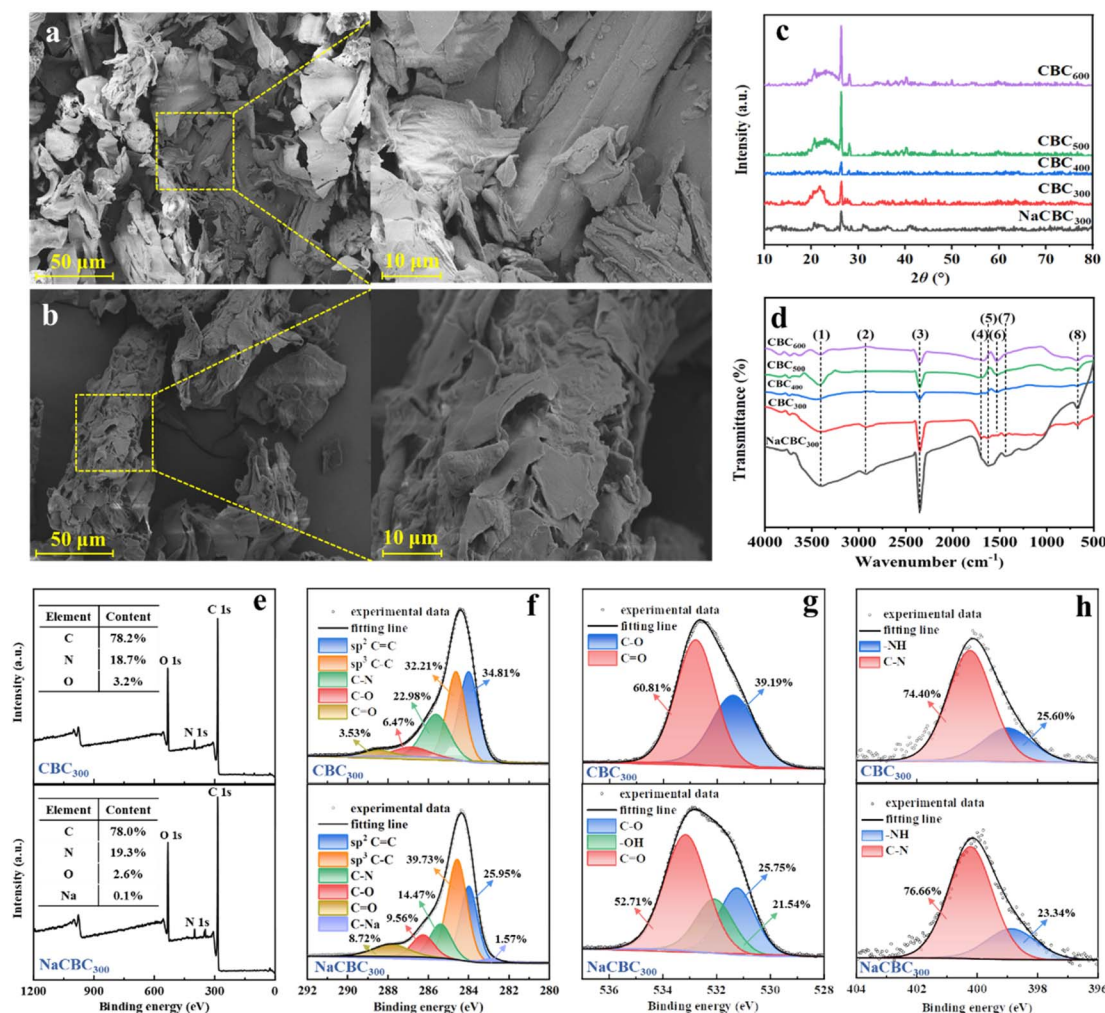 a
50 μm
10 μm
b
50 μm
10 μm
c
Intensity (a.u.)
CBC600
CBC500
CBC400
CBC300
NaCBC300
10 20 30 40 50 60 70 80
2θ (°)
d
(1) (2) (3) (4) (5) (6) (7) (8)
CBC600
CBC500
CBC400
CBC300
NaCBC300
Transmittance (%)
4000 3500 3000 2500 2000 1500 1000 500
Wavenumber (cm-1)
e
Element Content
C 78.2%
N 18.7%
O 3.2%
C 1s
O 1s
N 1s
CBC300
Element Content
C 78.0%
N 19.3%
O 2.6%
Na 0.1%
C 1s
O 1s
N 1s
NaCBC300
Intensity (a.u.)
Intensity (a.u.)
1200 900 600 300 0
Binding energy (eV)
f
experimental data
fitting line
sp2 C=C
sp3 C-C
C-N
C-O
C=O
32.21%
34.81%
22.98%
6.47%
3.53%
CBC300
experimental data
fitting line
sp2 C=C
sp3 C-C
C-N
C-O
C=O
C-Na
39.73%
25.95%
14.47%
9.56%
8.72%
1.57%
NaCBC300
292 290 288 286 284 282 280
Binding energy (eV)
g
experimental data
fitting line
C-O
C=O
60.81%
39.19%
CBC300
experimental data
fitting line
C-O
-OH
C=O
52.71%
25.75%
21.54%
NaCBC300
536 534 532 530 528
Binding energy (eV)
h
experimental data
fitting line
-NH
C-N
74.40%
25.60%
CBC300
experimental data
fitting line
-NH
C-N
76.66%
23.34%
NaCBC300
404 402 400 398 396
Binding energy (eV)